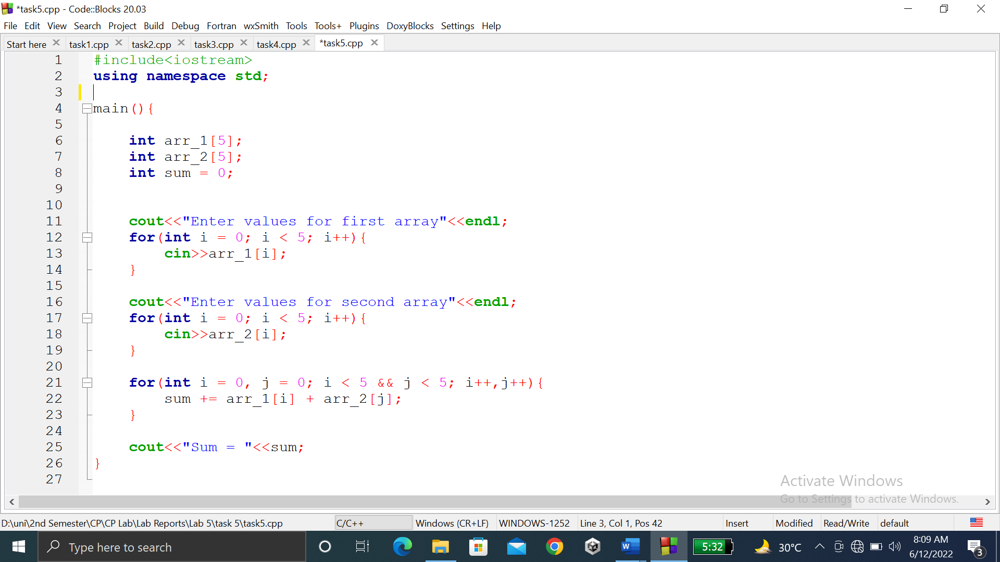 *task5.cpp - Code::Blocks 20.03
File Edit View Search Project Build Debug Fortran wxSmith Tools Tools+ Plugins DoxyBlocks Settings Help
Start here task1.cpp task2.cpp task3.cpp task4.cpp *task5.cpp
1 #include<iostream>
2 using namespace std;
3
4 main(){
5
6 int arr_1[5];
7 int arr_2[5];
8 int sum = 0;
9
10
11 cout<<"Enter values for first array"<<endl;
12 for(int i = 0; i < 5; i++){
13 cin>>arr_1[i];
14 }
15
16 cout<<"Enter values for second array"<<endl;
17 for(int i = 0; i < 5; i++){
18 cin>>arr_2[i];
19 }
20
21 for(int i = 0, j = 0; i < 5 && j < 5; i++,j++){
22 sum += arr_1[i] + arr_2[j];
23 }
24
25 cout<<"Sum = "<<sum;
26 }
27
Activate Windows
Go to Settings to activate Windows.
D:\uni\2nd Semester\CP\CP Lab\Lab Reports\Lab 5\task 5\task5.cpp C/C++ Windows (CR+LF) WINDOWS-1252 Line 3, Col 1, Pos 42 Insert Modified Read/Write default
Type here to search W 5:32 30°C 8:09 AM
6/12/2022 3